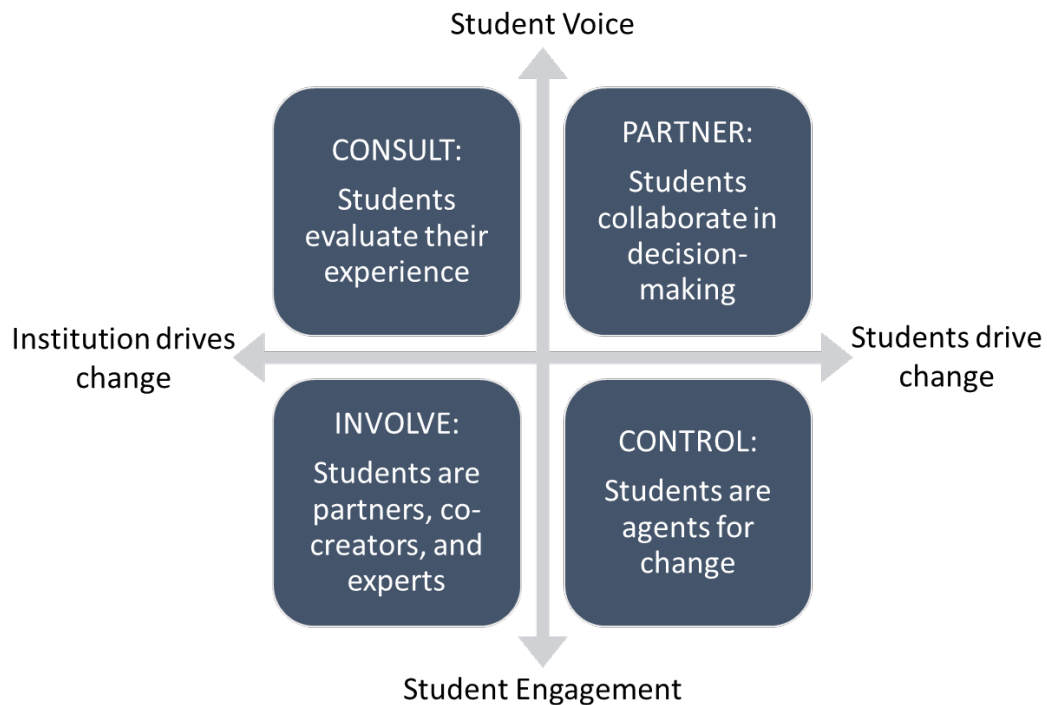 Student Voice
CONSULT:
Students
evaluate their
experience
PARTNER:
Students
collaborate in
decision-
making
Institution drives
change
Students drive
change
INVOLVE:
Students are
partners, co-
creators, and
experts
CONTROL:
Students are
agents for
change
Student Engagement